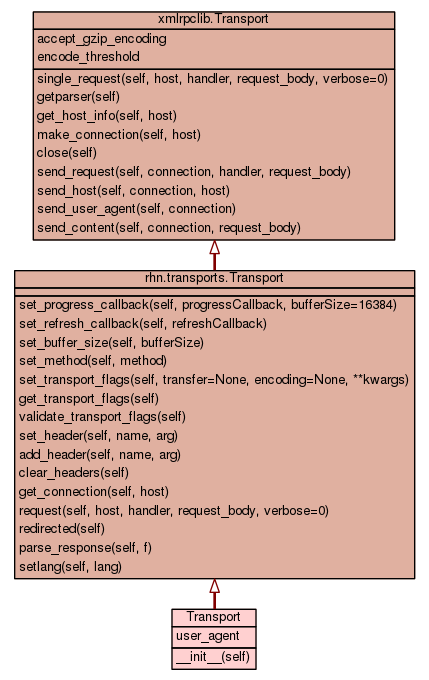 xmlrpclib.Transport
accept_gzip_encoding
encode_threshold
single_request(self, host, handler, request_body, verbose=0)
getparser(self)
get_host_info(self, host)
make_connection(self, host)
close(self)
send_request(self, connection, handler, request_body)
send_host(self, connection, host)
send_user_agent(self, connection)
send_content(self, connection, request_body)
rhn.transports.Transport
set_progress_callback(self, progressCallback, bufferSize=16384)
set_refresh_callback(self, refreshCallback)
set_buffer_size(self, bufferSize)
set_method(self, method)
set_transport_flags(self, transfer=None, encoding=None, **kwargs)
get_transport_flags(self)
validate_transport_flags(self)
set_header(self, name, arg)
add_header(self, name, arg)
clear_headers(self)
get_connection(self, host)
request(self, host, handler, request_body, verbose=0)
redirected(self)
parse_response(self, f)
setlang(self, lang)
Transport
user_agent
__init__(self)